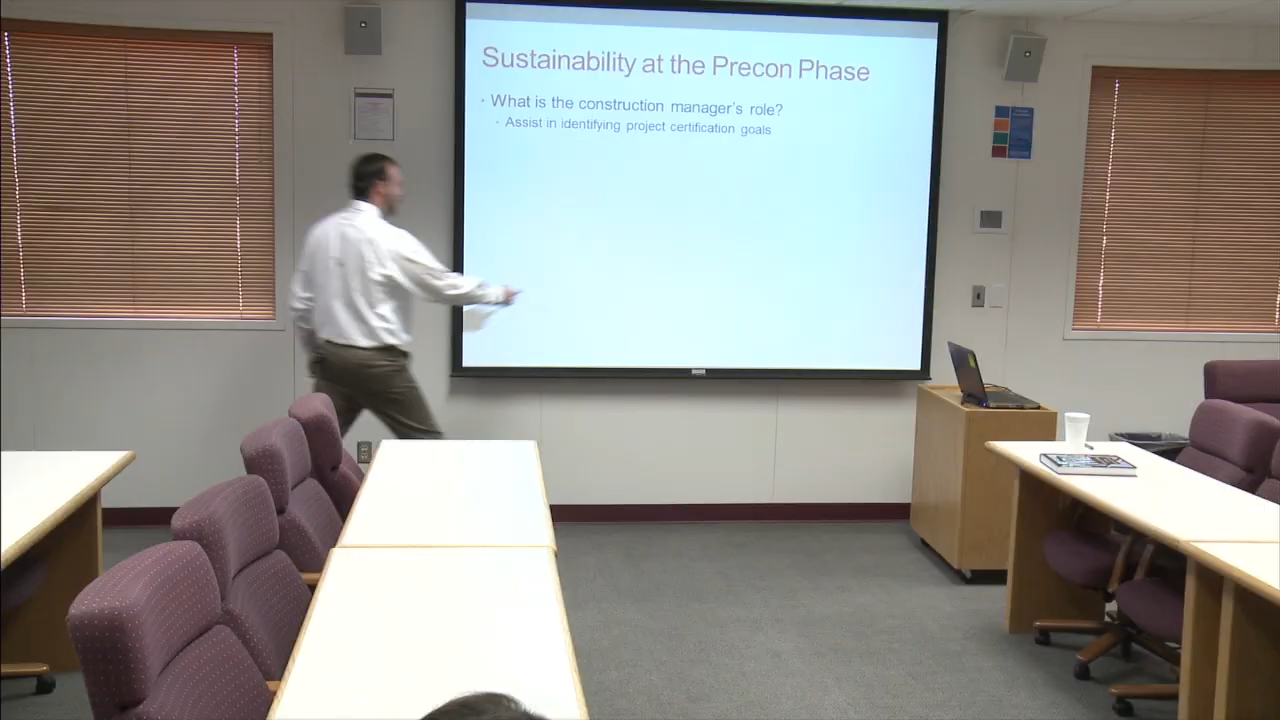 Sustainability at the Precon Phase
• What is the construction manager's role?
• Assist in identifying project certification goals